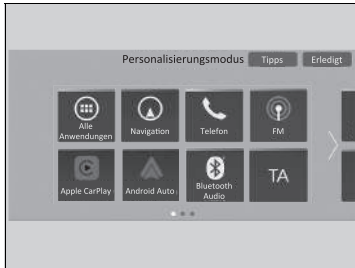 Personalisierungsmodus Tipps Erledigt
Alle
Anwendungen
Navigation
Telefon
FM
Apple CarPlay
Android Auto
Bluetooth
Audio
TA